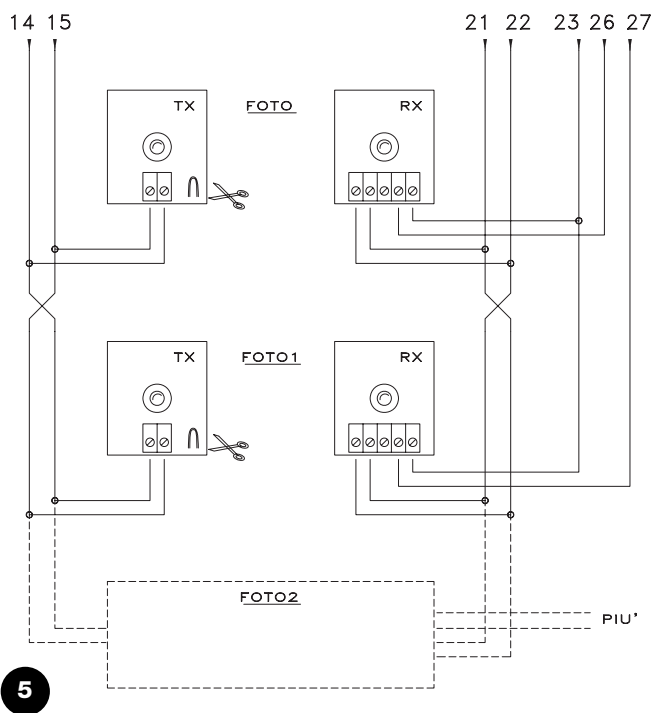 14 15 21 22 23 26 27
TX FOTO RX
TX FOTO1 RX
FOTO2
PIU'
5